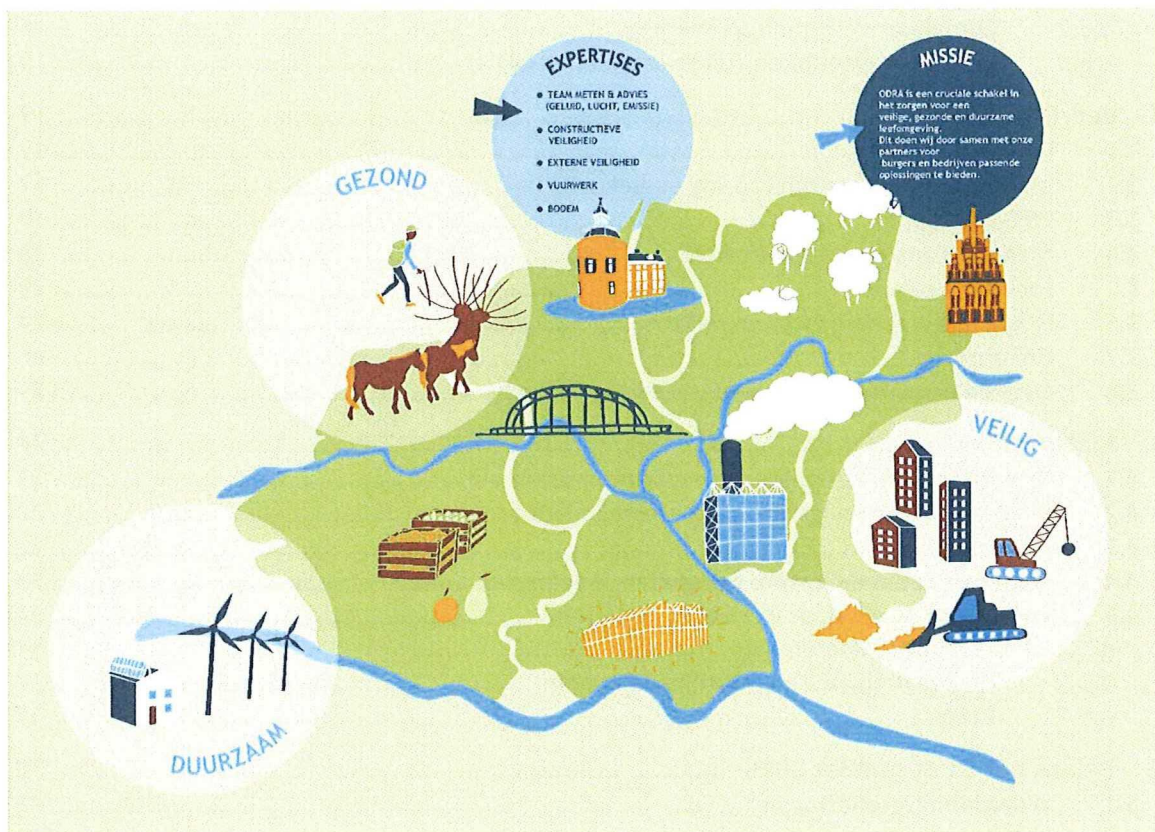 EXPERTISES
• TEAM METEN & ADVIES
(GELUID, LUCHT, EMISSIE)
• CONSTRUCTIEVE
VEILIGHEID
• EXTERNE VEILIGHEID
• VUURWERK
• BODEM
MISSIE
ODRA is een cruciale schakel in
het zorgen voor een
veilige, gezonde en duurzame
leefomgeving.
Dit doen wij door samen met onze
partners voor
burgers en bedrijven passende
oplossingen te bieden.
GEZOND
VEILIG
DUURZAAM